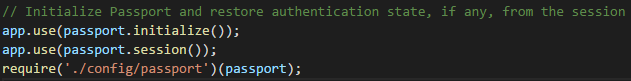 // Initialize Passport and restore authentication state, if any, from the session
app.use(passport.initialize());
app.use(passport.session());
require('./config/passport')(passport);